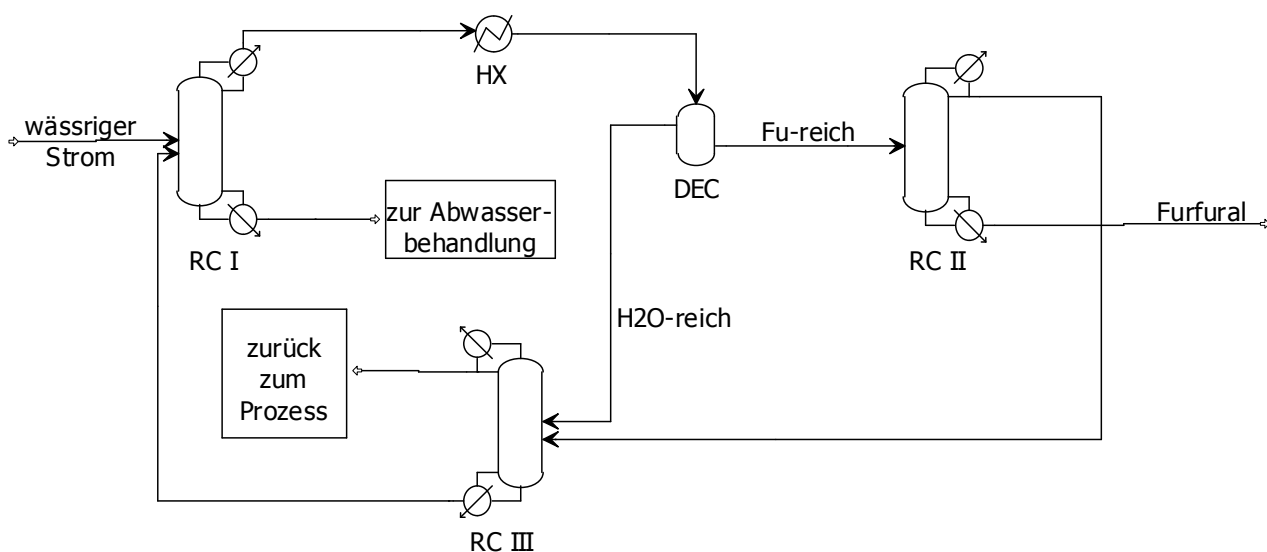 HX
wässriger
Strom
Fu-reich
DEC
zur Abwasser-
behandlung
Furfural
RC I
RC II
H2O-reich
zurück
zum
Prozess
RC III